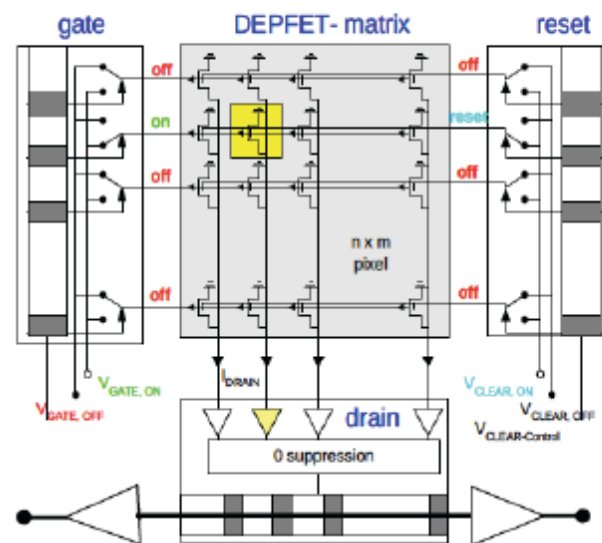 gate DEPFET- matrix reset
off off
on reset
off off
n x m
pixel
off off
I_DRAIN
V_GATE, ON V_CLEAR, ON
V_GATE, OFF V_CLEAR, OFF
V_CLEAR-Control
drain
0 suppression